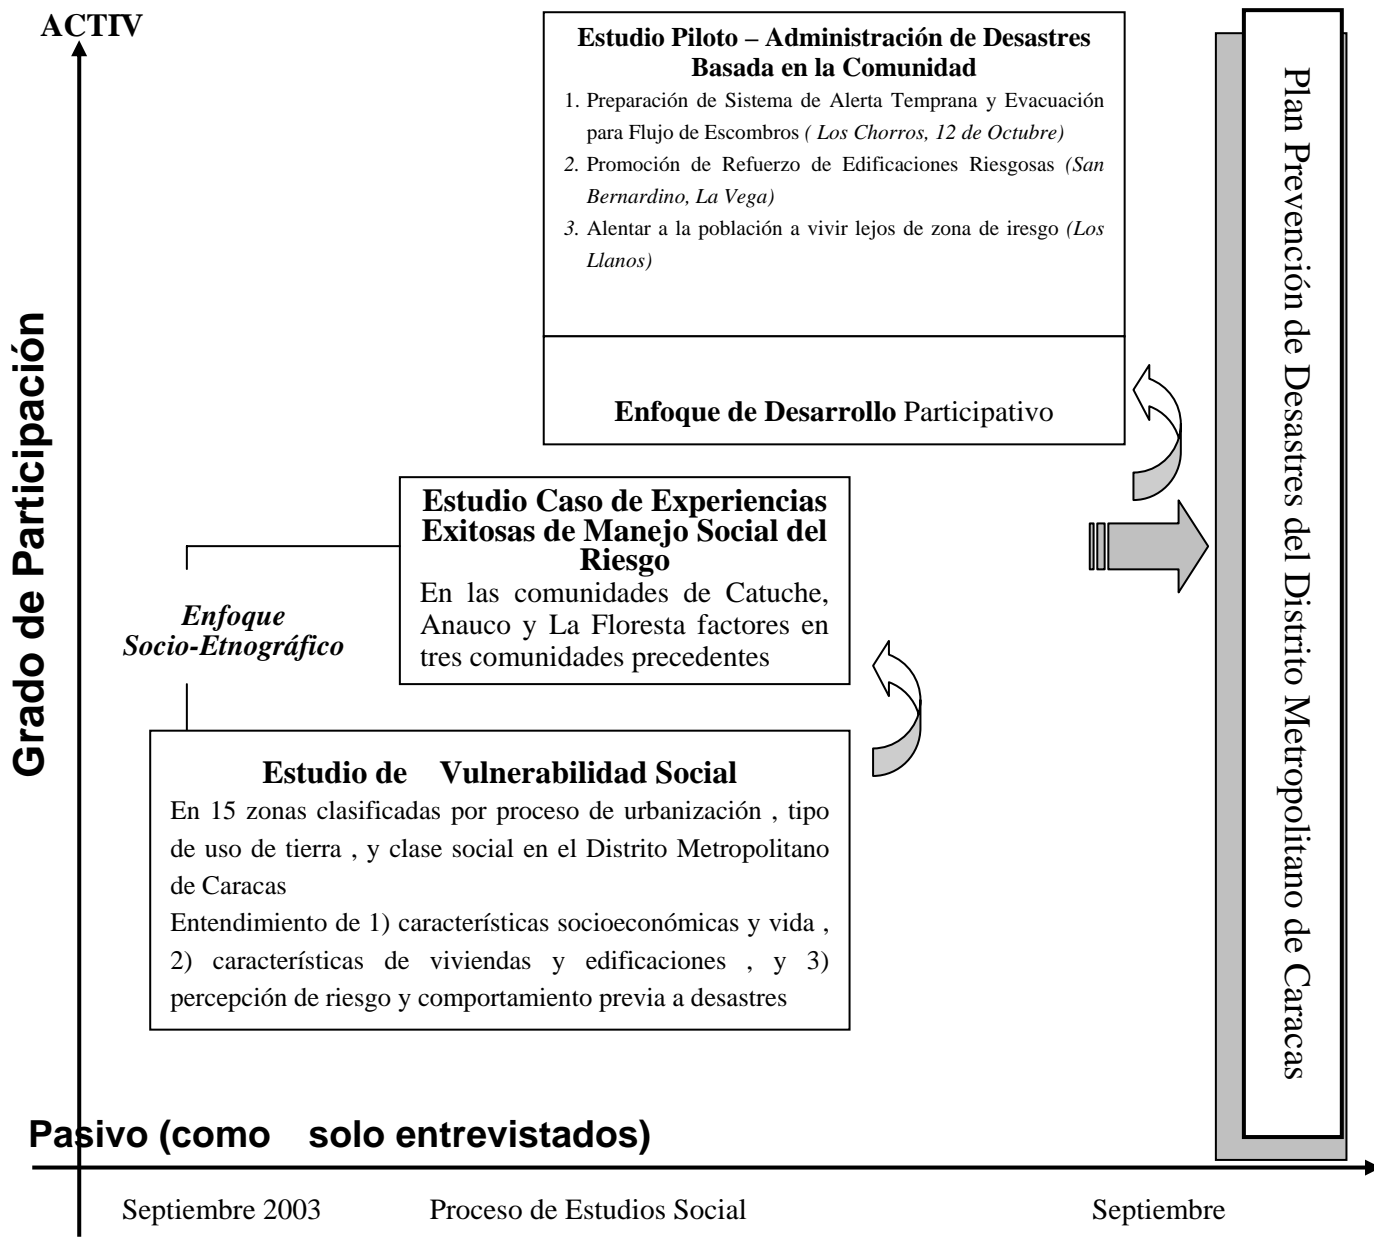 ACTIV
Estudio Piloto – Administración de Desastres
Basada en la Comunidad
1. Preparación de Sistema de Alerta Temprana y Evacuación
para Flujo de Escombros ( Los Chorros, 12 de Octubre)
2. Promoción de Refuerzo de Edificaciones Riesgosas (San
Bernardino, La Vega)
3. Alentar a la población a vivir lejos de zona de iresgo (Los
Llanos)
Enfoque de Desarrollo Participativo
Plan Prevención de Desastres del Distrito Metropolitano de Caracas
Grado de Participación
Estudio Caso de Experiencias
Exitosas de Manejo Social del
Riesgo
En las comunidades de Catuche,
Anauco y La Floresta factores en
tres comunidades precedentes
Enfoque
Socio-Etnográfico
Estudio de Vulnerabilidad Social
En 15 zonas clasificadas por proceso de urbanización , tipo
de uso de tierra , y clase social en el Distrito Metropolitano
de Caracas
Entendimiento de 1) características socioeconómicas y vida ,
2) características de viviendas y edificaciones , y 3)
percepción de riesgo y comportamiento previa a desastres
Pasivo (como solo entrevistados)
Septiembre 2003 Proceso de Estudios Social Septiembre